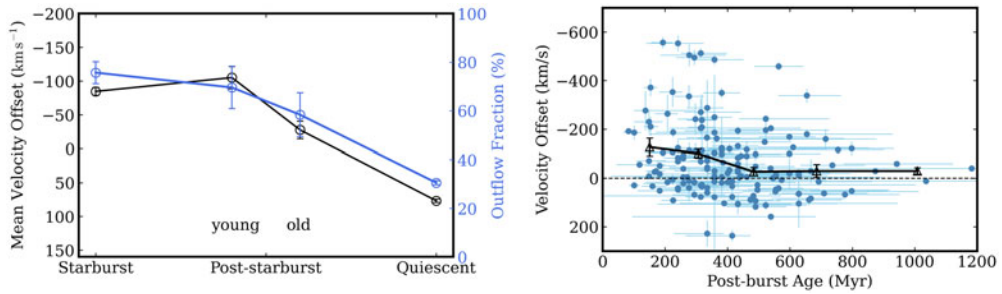 −200
−150
−100
−50
0
50
100
150
Mean Velocity Offset (km s⁻¹)
100
80
60
40
20
0
Outflow Fraction (%)
young old
Starburst Post-starburst Quiescent
−600
−400
−200
0
200
Velocity Offset (km/s)
0 200 400 600 800 1000 1200
Post-burst Age (Myr)